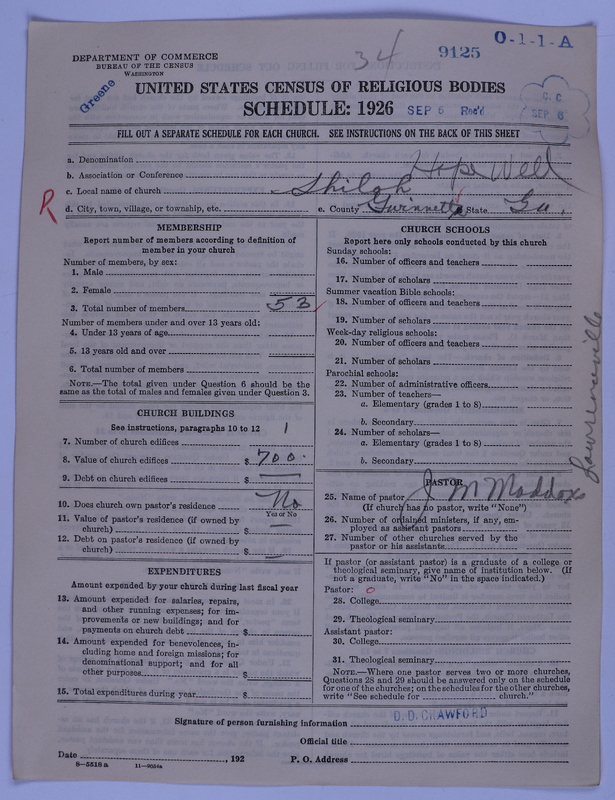 34
9125
O-1-1-A
DEPARTMENT OF COMMERCE
BUREAU OF THE CENSUS
WASHINGTON
Greene
UNITED STATES CENSUS OF RELIGIOUS BODIES
SCHEDULE: 1926 SEP 6 Rec'd
C. C.
SEP 6
FILL OUT A SEPARATE SCHEDULE FOR EACH CHURCH. SEE INSTRUCTIONS ON THE BACK OF THIS SHEET
a. Denomination
b. Association or Conference Hope Well
c. Local name of church Shiloh
R
d. City, town, village, or township, etc. e. County Gwinnett State Ga.
MEMBERSHIP
Report number of members according to definition of
member in your church
Number of members, by sex:
1. Male
2. Female
3. Total number of members 53
Number of members under and over 13 years old:
4. Under 13 years of age
5. 13 years old and over
6. Total number of members
NOTE.—The total given under Question 6 should be the
same as the total of males and females given under Question 3.
CHURCH BUILDINGS
See instructions, paragraphs 10 to 12
7. Number of church edifices 1
8. Value of church edifices $ 700.
9. Debt on church edifices $ —
10. Does church own pastor's residence No
Yes or No
11. Value of pastor's residence (if owned by
church) $ —
12. Debt on pastor's residence (if owned by
church) $ —
EXPENDITURES
Amount expended by your church during last fiscal year
13. Amount expended for salaries, repairs,
and other running expenses; for im-
provements or new buildings; and for
payments on church debt $
14. Amount expended for benevolences, in-
cluding home and foreign missions; for
denominational support; and for all
other purposes $
15. Total expenditures during year $
CHURCH SCHOOLS
Report here only schools conducted by this church
Sunday schools:
16. Number of officers and teachers
17. Number of scholars
Summer vacation Bible schools:
18. Number of officers and teachers
19. Number of scholars
Week-day religious schools:
20. Number of officers and teachers
21. Number of scholars
Parochial schools:
22. Number of administrative officers
23. Number of teachers—
a. Elementary (grades 1 to 8)
b. Secondary
24. Number of scholars—
a. Elementary (grades 1 to 8)
b. Secondary
Lawrenceville
PASTOR
25. Name of pastor J M Maddox
(If church has no pastor, write "None")
26. Number of ordained ministers, if any, em-
ployed as assistant pastors
27. Number of other churches served by the
pastor or his assistants
If pastor (or assistant pastor) is a graduate of a college or
theological seminary, give name of institution below. (If
not a graduate, write "No" in the space indicated.)
Pastor: 0
28. College
29. Theological seminary
Assistant pastor:
30. College
31. Theological seminary
NOTE.—Where one pastor serves two or more churches,
Questions 28 and 29 should be answered only on the schedule
for one of the churches; on the schedules for the other churches,
write "See schedule for church."
Signature of person furnishing information D. D. CRAWFORD
Official title
Date , 192 P. O. Address
8—5518 a 11—9054a